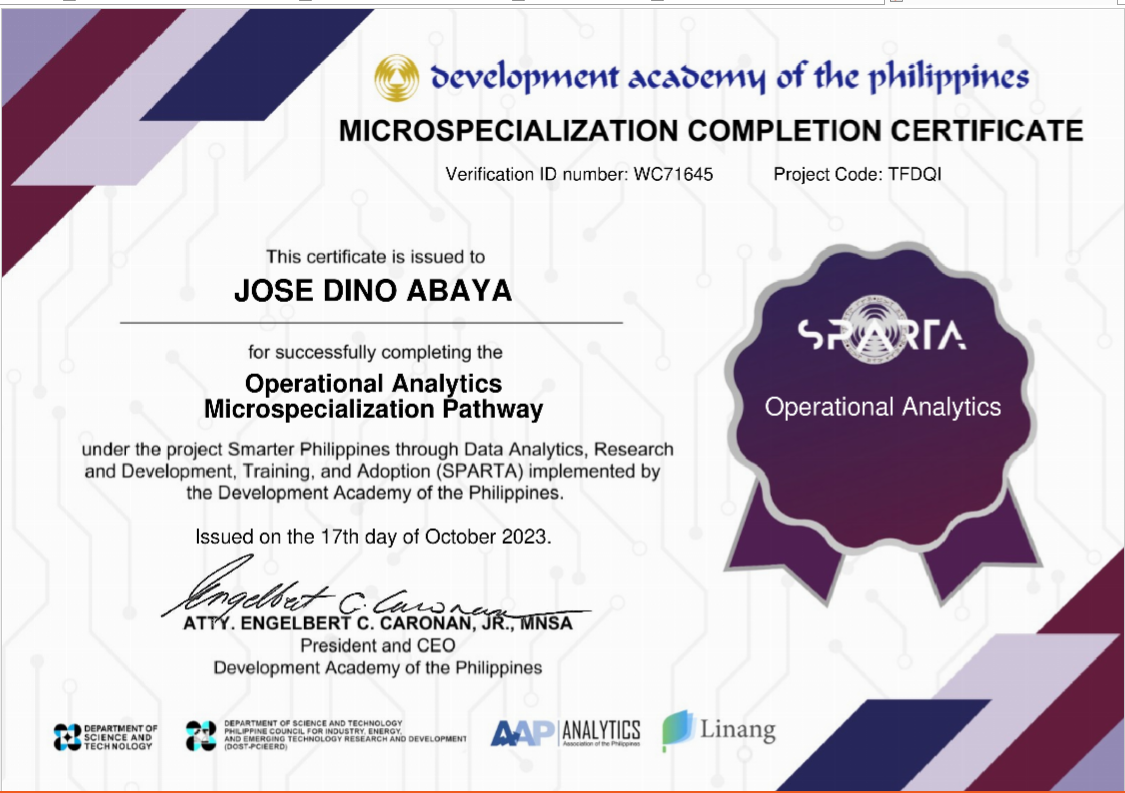 development academy of the philippines
MICROSPECIALIZATION COMPLETION CERTIFICATE
Verification ID number: WC71645 Project Code: TFDQI
This certificate is issued to
JOSE DINO ABAYA
for successfully completing the
Operational Analytics
Microspecialization Pathway
under the project Smarter Philippines through Data Analytics, Research
and Development, Training, and Adoption (SPARTA) implemented by
the Development Academy of the Philippines.
Issued on the 17th day of October 2023.
Engelbert C. Caronan
ATTY. ENGELBERT C. CARONAN, JR., MNSA
President and CEO
Development Academy of the Philippines
SPARTA
Operational Analytics
DEPARTMENT OF
SCIENCE AND
TECHNOLOGY
DEPARTMENT OF SCIENCE AND TECHNOLOGY
PHILIPPINE COUNCIL FOR INDUSTRY, ENERGY,
AND EMERGING TECHNOLOGY RESEARCH AND DEVELOPMENT
(DOST-PCIEERD)
AAP ANALYTICS
Association of the Philippines
Linang